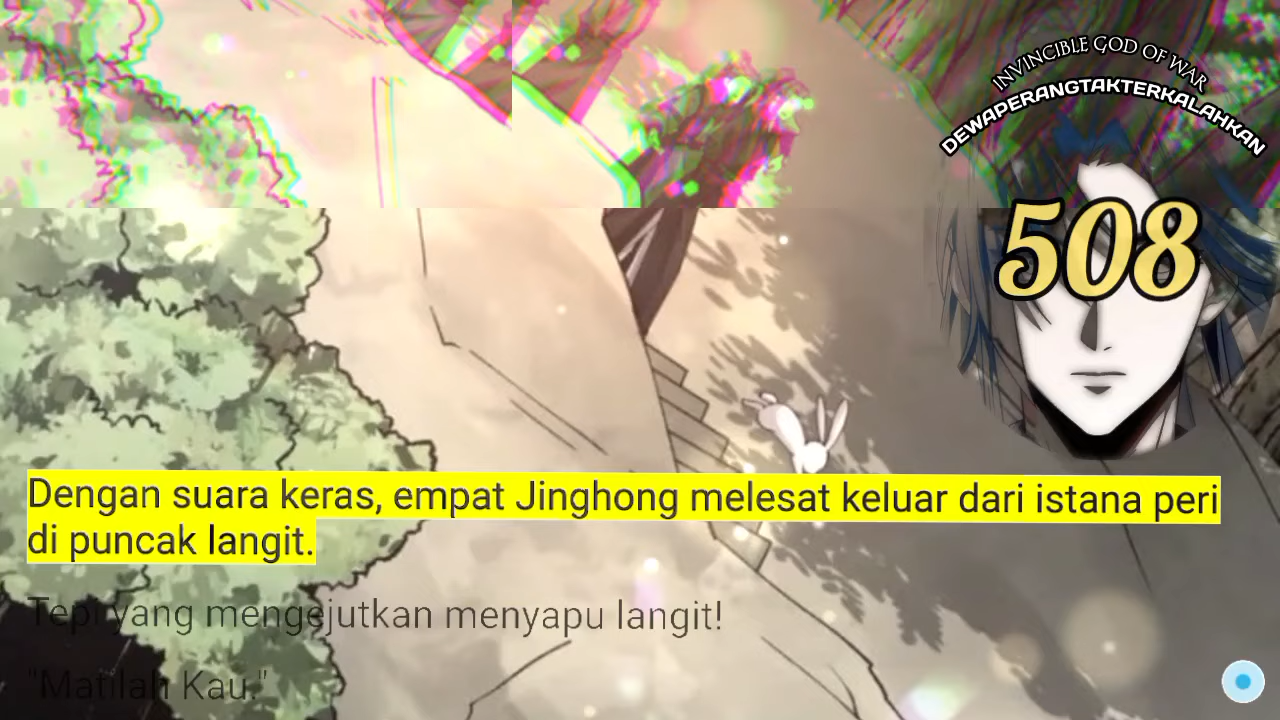 INVINCIBLE GOD OF WAR
DEWAPERANGTAKTERKALAHKAN
508
Dengan suara keras, empat Jinghong melesat keluar dari istana peri
di puncak langit.
Tepi yang mengejutkan menyapu langit!
"Matilah Kau."